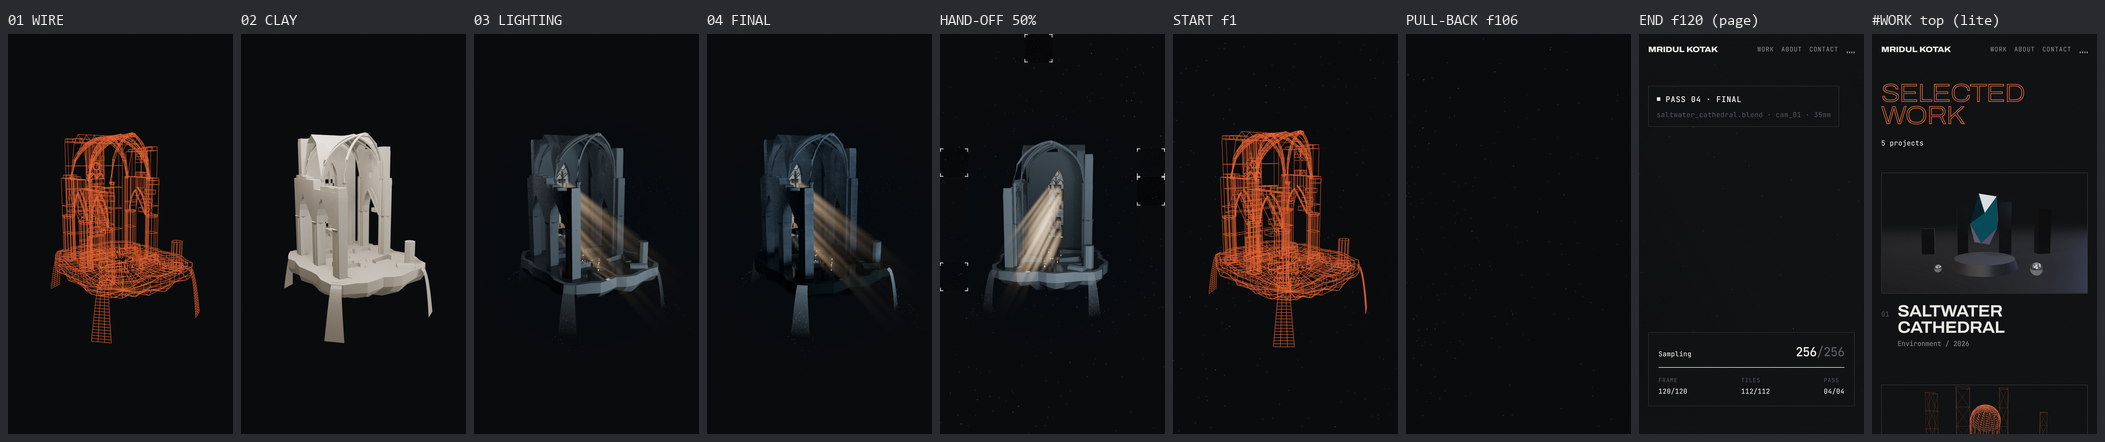 01 WIRE
02 CLAY
03 LIGHTING
04 FINAL
HAND-OFF 50%
START f1
PULL-BACK f106
END f120 (page)
#WORK top (lite)
MRIDUL KOTAK
WORK ABOUT CONTACT
PASS 04 · FINAL
saltwater_cathedral.blend · cam_01 · 35mm
Sampling
256/256
FRAME TILES PASS
120/120 112/112 04/04
MRIDUL KOTAK
WORK ABOUT CONTACT
SELECTED
WORK
5 projects
01 SALTWATER
CATHEDRAL
Environment / 2026